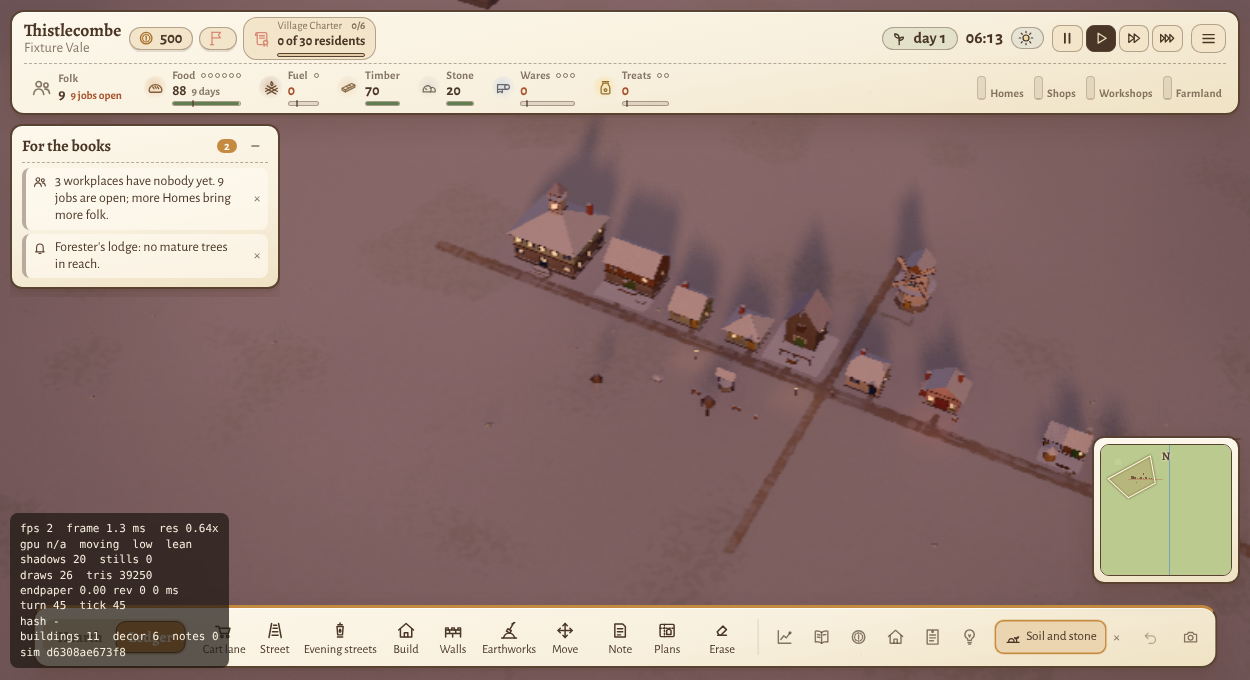 Thistlecombe
Fixture Vale
500
Village Charter 0/6
0 of 30 residents
day 1
06:13
Folk
9 9 jobs open
Food
88 9 days
Fuel
0
Timber
70
Stone
20
Wares
0
Treats
0
Homes
Shops
Workshops
Farmland
For the books
2
3 workplaces have nobody yet. 9
jobs are open; more Homes bring
more folk.
Forester's lodge: no mature trees
in reach.
N
fps 2 frame 1.3 ms res 0.64x
gpu n/a moving low lean
shadows 20 stills 0
draws 26 tris 39250
endpaper 0.00 rev 0 0 ms
turn 45 tick 45
hash -
buildings 11 decor 6 notes 0
sim d6308ae673f8
Cart lane
Street
Evening streets
Build
Walls
Earthworks
Move
Note
Plans
Erase
Soil and stone